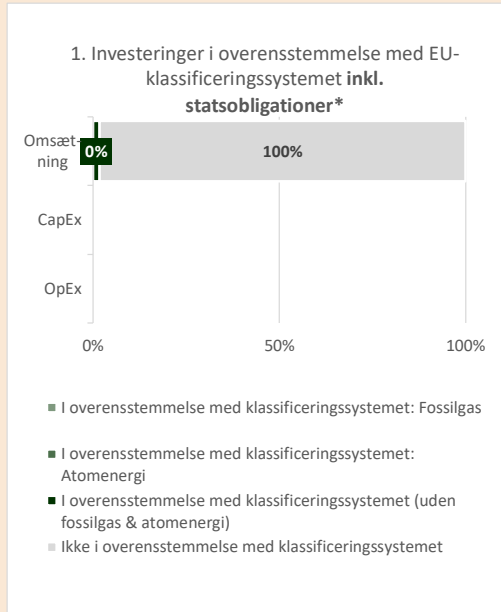 1. Investeringer i overensstemmelse med EU-
klassificeringssystemet inkl.
statsobligationer*
Omsæt-
ning
0%
100%
CapEx
OpEx
0%
50%
100%
I overensstemmelse med klassificeringssystemet: Fossilgas
I overensstemmelse med klassificeringssystemet:
Atomenergi
I overensstemmelse med klassificeringssystemet (uden
fossilgas & atomenergi)
Ikke i overensstemmelse med klassificeringssystemet